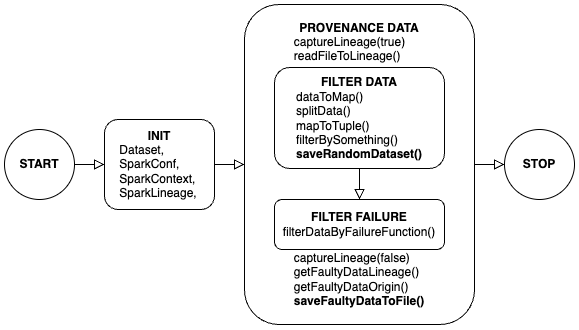 START
INIT
Dataset,
SparkConf,
SparkContext,
SparkLineage,
PROVENANCE DATA
captureLineage(true)
readFileToLineage()
FILTER DATA
dataToMap()
splitData()
mapToTuple()
filterBySomething()
saveRandomDataset()
FILTER FAILURE
filterDataByFailureFunction()
captureLineage(false)
getFaultyDataLineage()
getFaultyDataOrigin()
saveFaultyDataToFile()
STOP